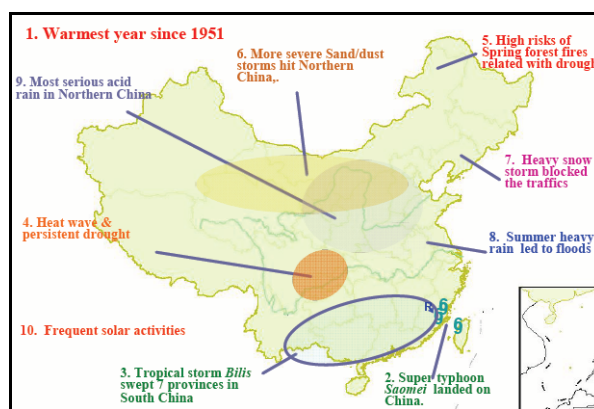 1. Warmest year since 1951
5. High risks of
Spring forest fires
related with drough
6. More severe Sand/dust
storms hit Northern
China,.
9. Most serious acid
rain in Northern China
7. Heavy snow
storm blocked
the traffics
4. Heat wave &
persistent drought
8. Summer heavy
rain led to floods
R
10. Frequent solar activities
3. Tropical storm Bilis
swept 7 provinces in
South China
2. Super typhoon
Saomei landed on
China.